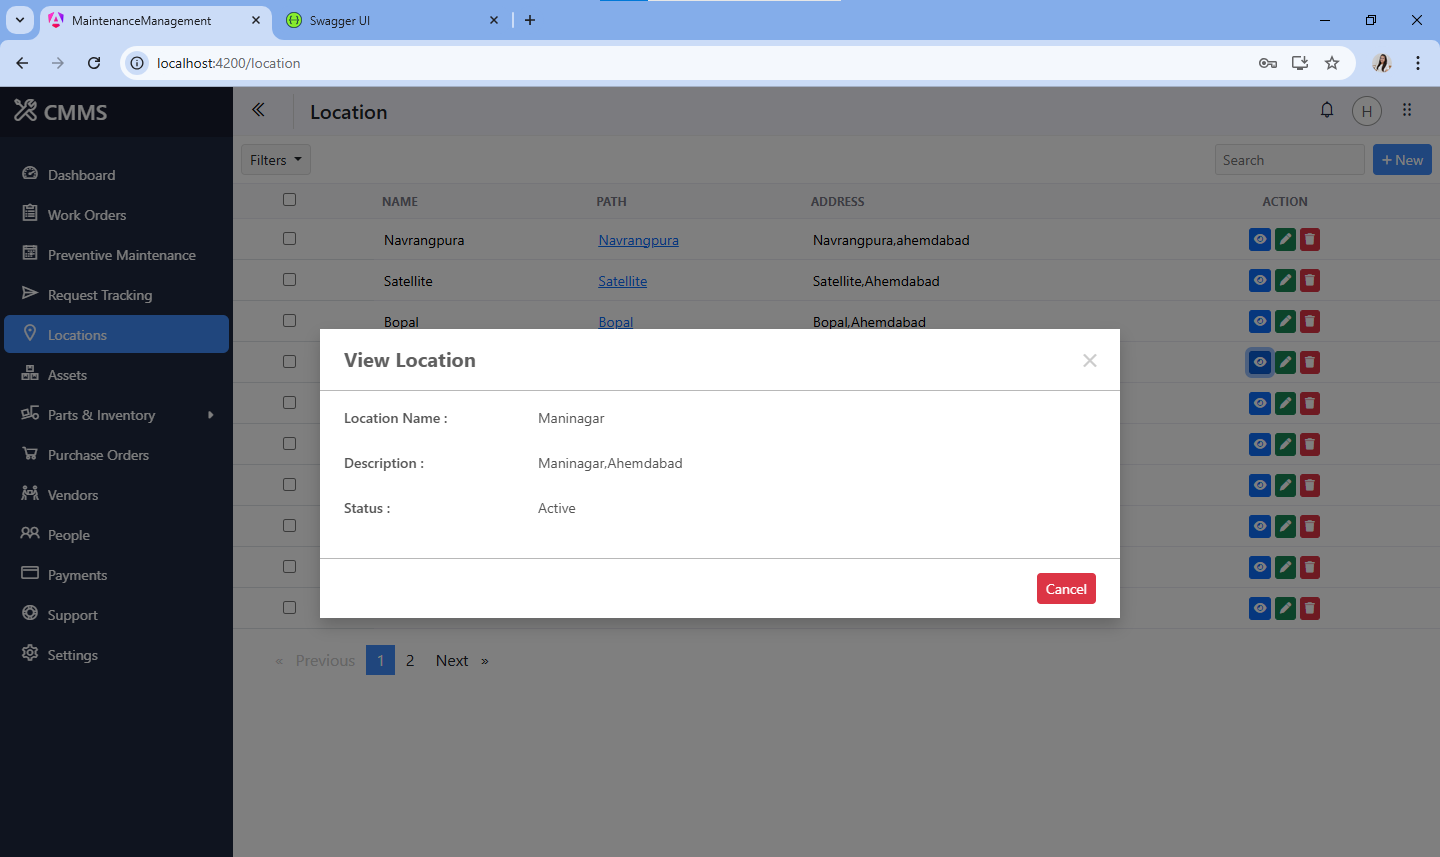 MaintenanceManagement
Swagger UI
localhost:4200/location
CMMS
Location
H
Dashboard
Work Orders
Preventive Maintenance
Request Tracking
Locations
Assets
Parts & Inventory
Purchase Orders
Vendors
People
Payments
Support
Settings
Filters
Search
+ New
NAME PATH ADDRESS ACTION
Navrangpura Navrangpura Navrangpura,ahemdabad
Satellite Satellite Satellite,Ahemdabad
Bopal Bopal Bopal,Ahemdabad
View Location
Location Name : Maninagar
Description : Maninagar,Ahemdabad
Status : Active
Cancel
« Previous 1 2 Next »